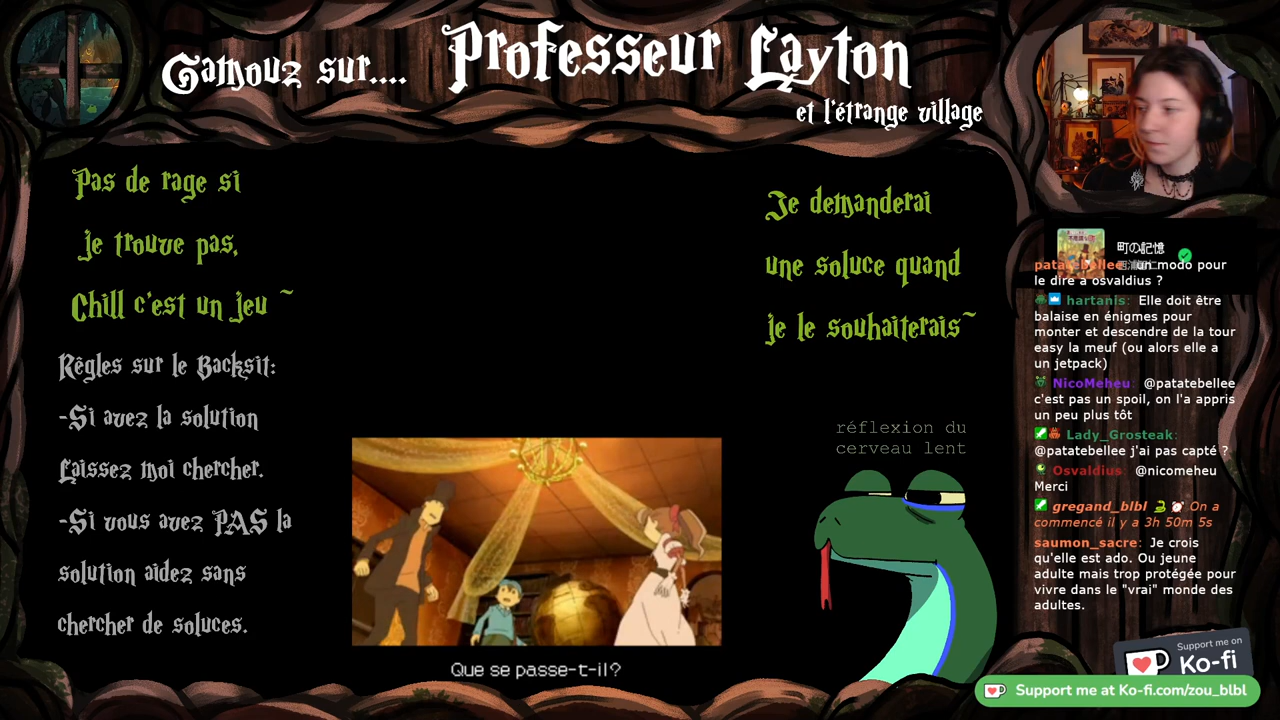 Gamouz sur....
Professeur Layton
et l'étrange village
Pas de rage si
je trouve pas,
Chill c'est un jeu ~
Règles sur le Backsit:
-Si avez la solution
Laissez moi chercher.
-Si vous avez PAS la
solution aidez sans
chercher de soluces.
Je demanderai
une soluce quand
je le souhaiterais~
réflexion du
cerveau lent
Que se passe-t-il?
町の記憶
patatebellee: un modo pour
le dire a osvaldius ?
hartanis: Elle doit être
balaise en énigmes pour
monter et descendre de la tour
easy la meuf (ou alors elle a
un jetpack)
NicoMeheu: @patatebellee
c'est pas un spoil, on l'a appris
un peu plus tôt
Lady_Grosteak:
@patatebellee j'ai pas capté ?
Osvaldius: @nicomeheu
Merci
gregand_blbl On a
commencé il y a 3h 50m 5s
saumon_sacre: Je crois
qu'elle est ado. Ou jeune
adulte mais trop protégée pour
vivre dans le "vrai" monde des
adultes.
Support me on
Ko-fi
Support me at Ko-fi.com/zou_blbl